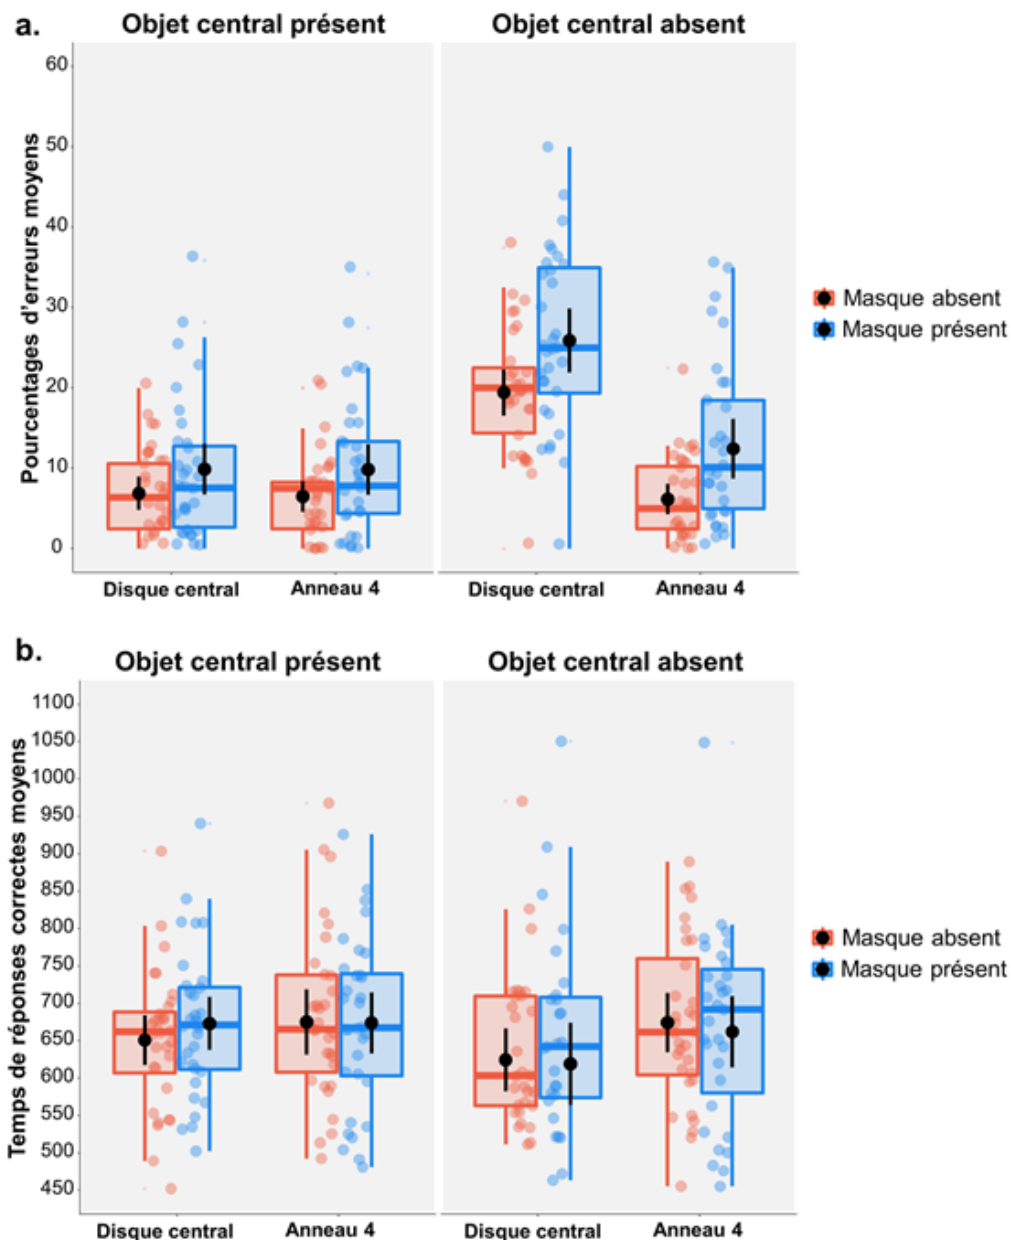 a.
Objet central présent
Objet central absent
Pourcentages d'erreurs moyens
60
50
40
30
20
10
0
Disque central
Anneau 4
Disque central
Anneau 4
Masque absent
Masque présent
b.
Objet central présent
Objet central absent
Temps de réponses correctes moyens
1100
1050
1000
950
900
850
800
750
700
650
600
550
500
450
Disque central
Anneau 4
Disque central
Anneau 4
Masque absent
Masque présent